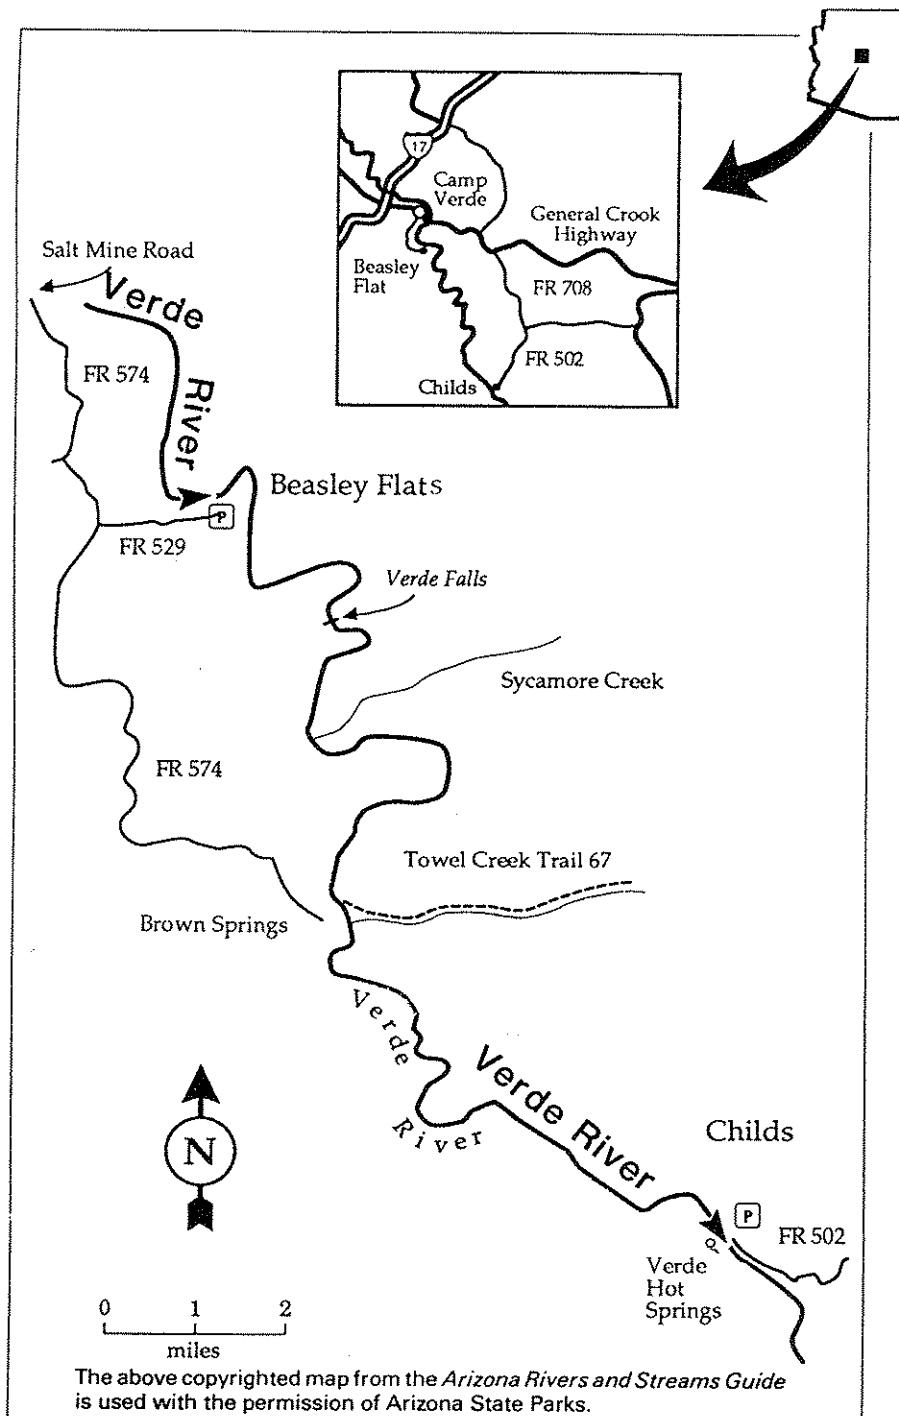 17
Camp
Verde
General Crook
Highway
Beasley
Flat
FR 708
FR 502
Childs
Salt Mine Road
Verde
River
FR 574
Beasley Flats
P
FR 529
Verde Falls
Sycamore Creek
FR 574
Towel Creek Trail 67
Brown Springs
Verde
River
Verde River
Childs
N
P
FR 502
Verde
Hot
Springs
0 1 2
miles
The above copyrighted map from the Arizona Rivers and Streams Guide
is used with the permission of Arizona State Parks.